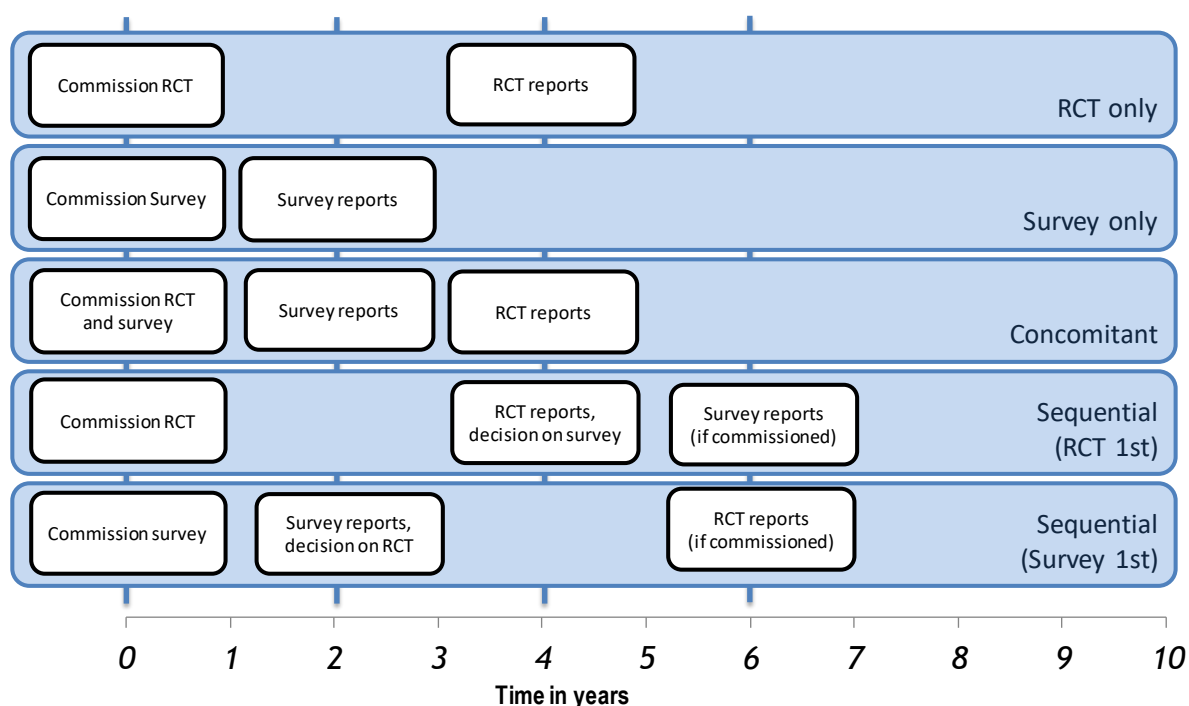 Commission RCT
RCT reports
RCT only
Commission Survey
Survey reports
Survey only
Commission RCT
and survey
Survey reports
RCT reports
Concomitant
Commission RCT
RCT reports,
decision on survey
Survey reports
(if commissioned)
Sequential
(RCT 1st)
Commission survey
Survey reports,
decision on RCT
RCT reports
(if commissioned)
Sequential
(Survey 1st)
0 1 2 3 4 5 6 7 8 9 10
Time in years